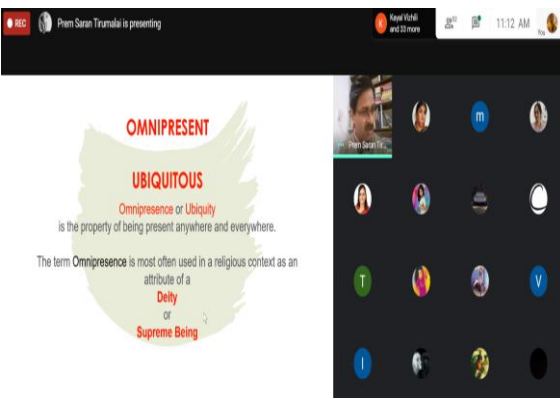 REC
Prem Saran Tirumalai is presenting
K
Kayal Vizhili
and 33 more
52
11:12 AM
You
OMNIPRESENT
UBIQUITOUS
Omnipresence or Ubiquity
is the property of being present anywhere and everywhere.
The term Omnipresence is most often used in a religious context as an
attribute of a
Deity
or
Supreme Being
Prem Saran Tir...
m
T
V
I